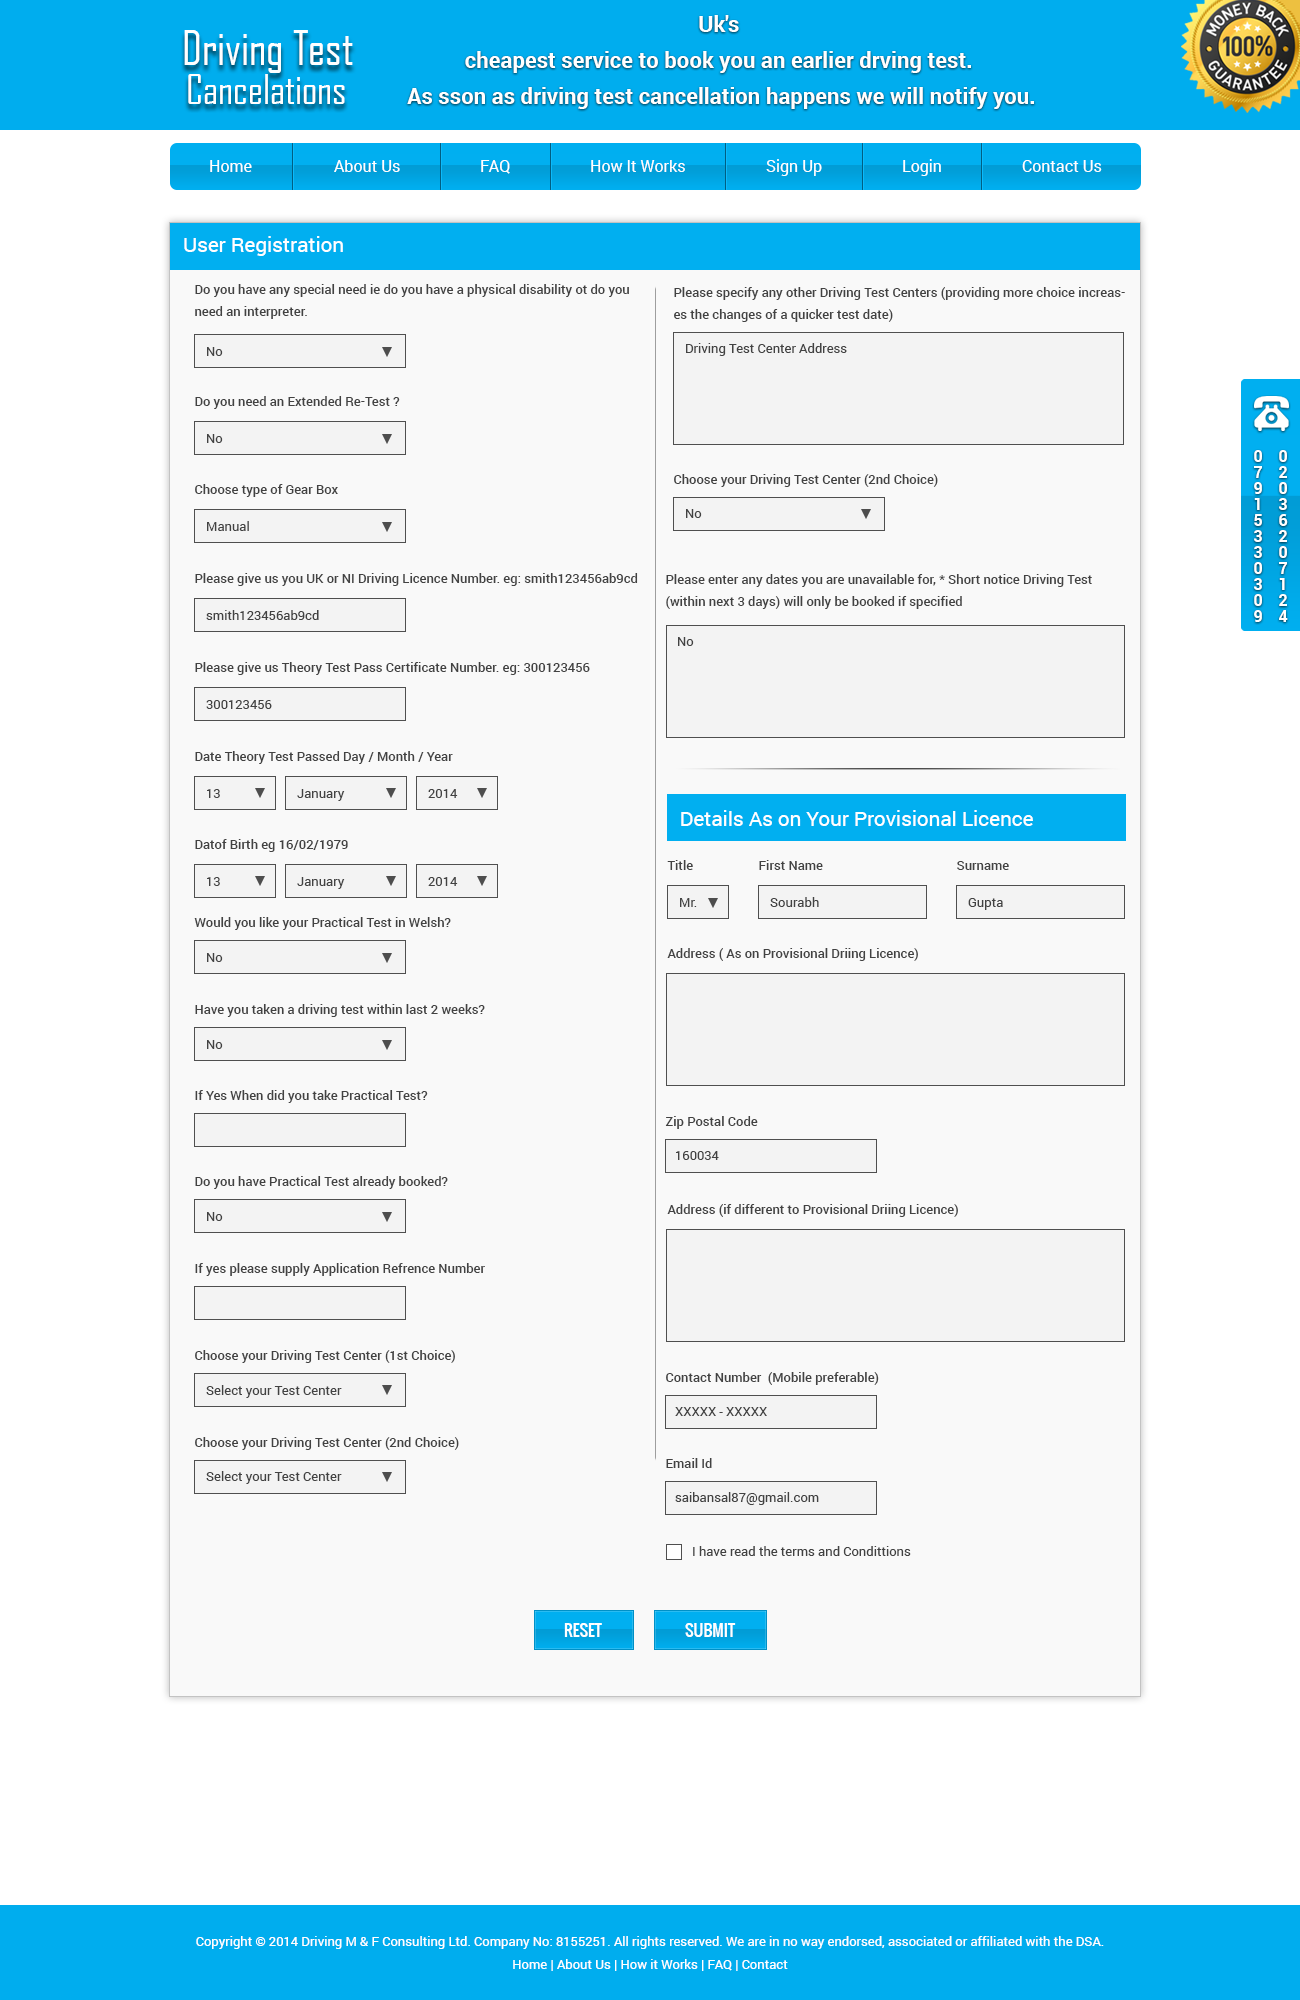 Driving Test
Cancelations
Uk's
cheapest service to book you an earlier drving test.
As sson as driving test cancellation happens we will notify you.
MONEY BACK
100%
GUARANTEE
Home
About Us
FAQ
How It Works
Sign Up
Login
Contact Us
User Registration
Do you have any special need ie do you have a physical disability ot do you
need an interpreter.
No
Do you need an Extended Re-Test ?
No
Choose type of Gear Box
Manual
Please give us you UK or NI Driving Licence Number. eg: smith123456ab9cd
smith123456ab9cd
Please give us Theory Test Pass Certificate Number. eg: 300123456
300123456
Date Theory Test Passed Day / Month / Year
13 January 2014
Datof Birth eg 16/02/1979
13 January 2014
Would you like your Practical Test in Welsh?
No
Have you taken a driving test within last 2 weeks?
No
If Yes When did you take Practical Test?
Do you have Practical Test already booked?
No
If yes please supply Application Refrence Number
Choose your Driving Test Center (1st Choice)
Select your Test Center
Choose your Driving Test Center (2nd Choice)
Select your Test Center
Please specify any other Driving Test Centers (providing more choice increas-
es the changes of a quicker test date)
Driving Test Center Address
Choose your Driving Test Center (2nd Choice)
No
Please enter any dates you are unavailable for, * Short notice Driving Test
(within next 3 days) will only be booked if specified
No
Details As on Your Provisional Licence
Title First Name Surname
Mr. Sourabh Gupta
Address ( As on Provisional Driing Licence)
Zip Postal Code
160034
Address (if different to Provisional Driing Licence)
Contact Number (Mobile preferable)
XXXXX - XXXXX
Email Id
saibansal87@gmail.com
I have read the terms and Condittions
RESET
SUBMIT
02036207124
07915330309
Copyright © 2014 Driving M & F Consulting Ltd. Company No: 8155251. All rights reserved. We are in no way endorsed, associated or affiliated with the DSA.
Home | About Us | How it Works | FAQ | Contact